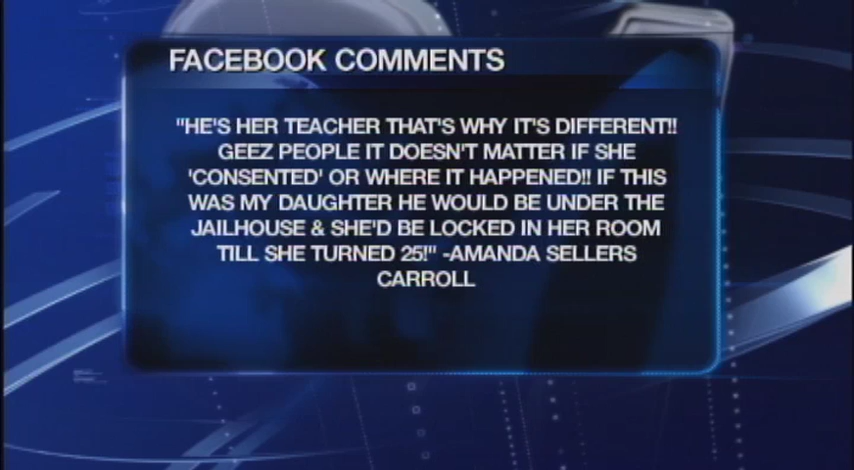 FACEBOOK COMMENTS
"HE'S HER TEACHER THAT'S WHY IT'S DIFFERENT!!
GEEZ PEOPLE IT DOESN'T MATTER IF SHE
'CONSENTED' OR WHERE IT HAPPENED!! IF THIS
WAS MY DAUGHTER HE WOULD BE UNDER THE
JAILHOUSE & SHE'D BE LOCKED IN HER ROOM
TILL SHE TURNED 25!" -AMANDA SELLERS
CARROLL